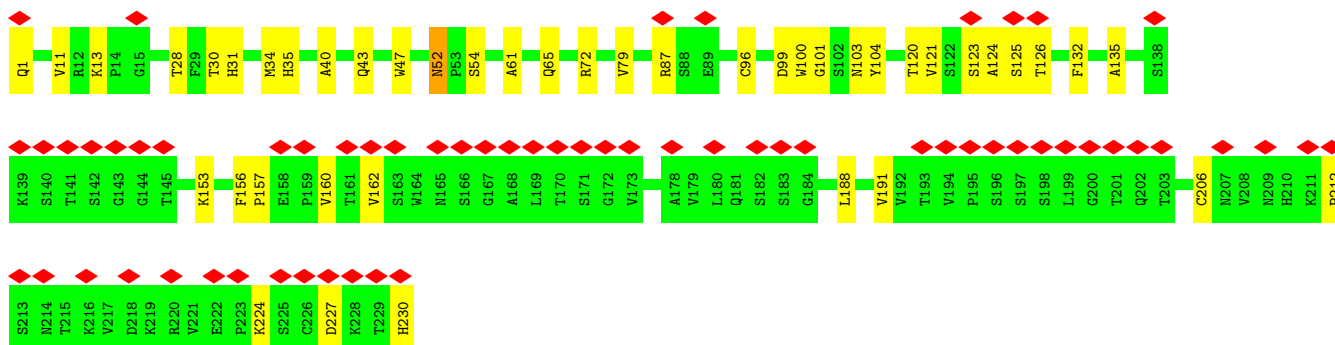 Q1 V11 R12 K13 P14 G15 T28 F29 T30 H31 M34 H35 A40 Q43 W47 N52 P53 S54 A61 Q65 R72 V79 R87 S88 E89 C96 D99 W100 G101 S102 N103 Y104 T120 V121 S122 S123 A124 S125 T126 F132 A135 S138
K139 S140 T141 S142 G143 G144 T145 K153 F156 P157 E158 P159 V160 T161 V162 S163 W164 N165 S166 G167 A168 L169 T170 S171 G172 V173 A178 V179 L180 Q181 S182 S183 G184 L188 V191 V192 T193 V194 P195 S196 S197 S198 L199 G200 T201 Q202 T203 C206 N207 V208 N209 H210 K211
S213 N214 T215 K216 V217 D218 K219 R220 V221 E222 P223 K224 S225 C226 D227 K228 T229 H230